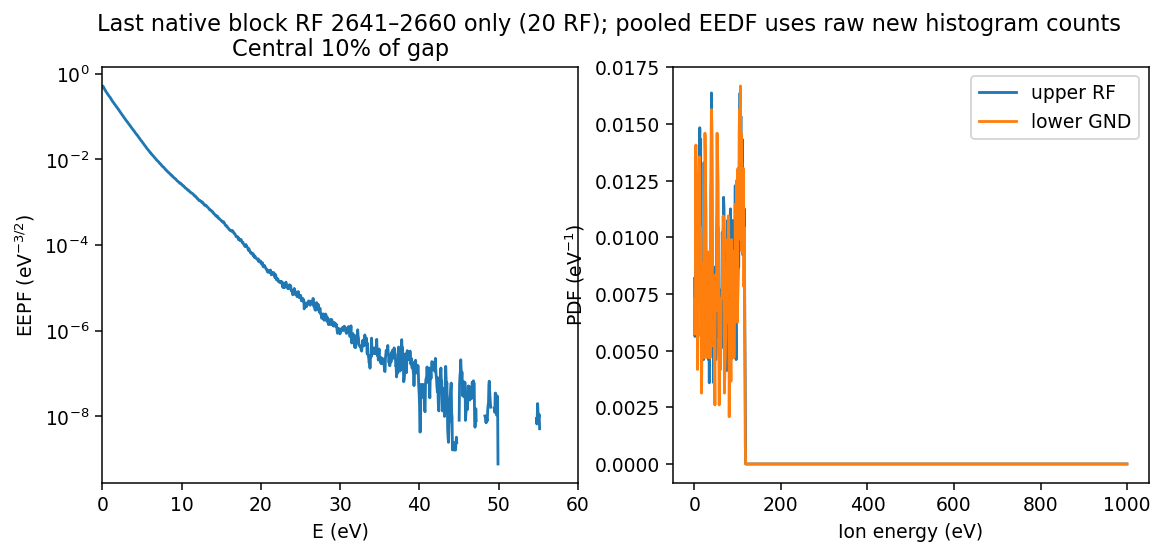 Last native block RF 2641–2660 only (20 RF); pooled EEDF uses raw new histogram counts
Central 10% of gap
EEPF (eV⁻³/²)
10⁰
10⁻²
10⁻⁴
10⁻⁶
10⁻⁸
0 10 20 30 40 50 60
E (eV)
PDF (eV⁻¹)
0.0175
0.0150
0.0125
0.0100
0.0075
0.0050
0.0025
0.0000
upper RF
lower GND
0 200 400 600 800 1000
Ion energy (eV)